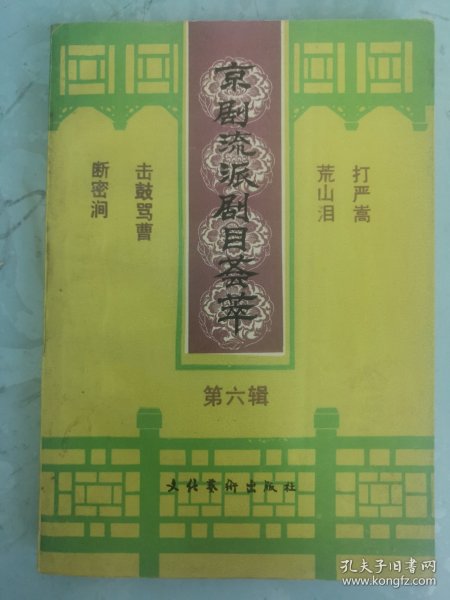 京剧流派剧目荟萃
打严嵩
荒山泪
击鼓骂曹
断密涧
第六辑
文化艺术出版社
孔夫子旧书网
www.kongfz.com